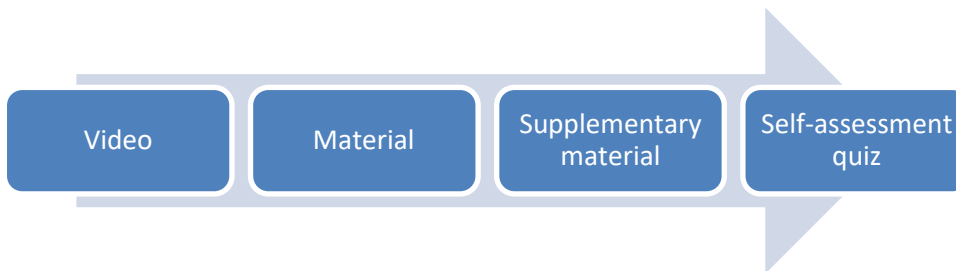 Video
Material
Supplementary
material
Self-assessment
quiz